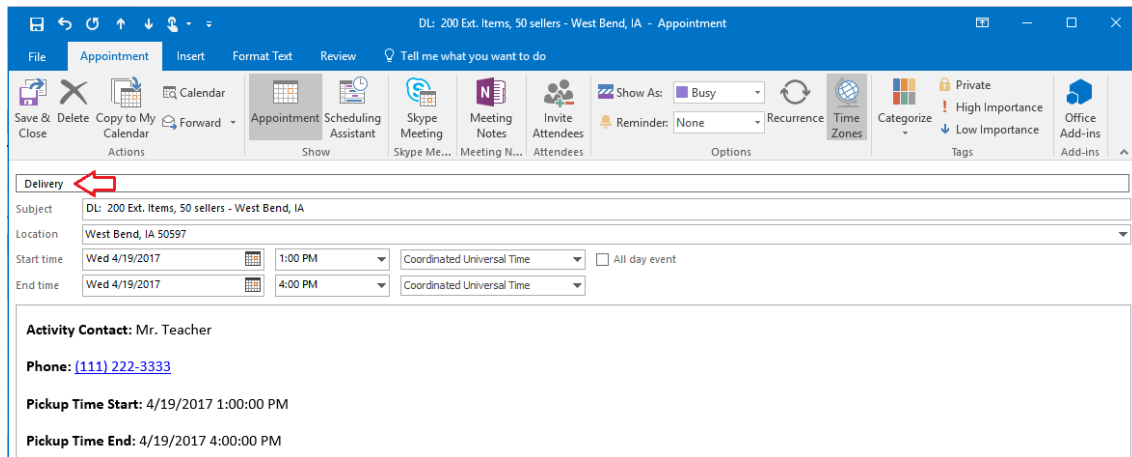 DL: 200 Ext. Items, 50 sellers - West Bend, IA - Appointment
File Appointment Insert Format Text Review Tell me what you want to do
Save & Close
Delete
Copy to My Calendar
Calendar
Forward
Actions
Appointment
Scheduling Assistant
Show
Skype Meeting
Skype Me...
Meeting Notes
Meeting N...
Invite Attendees
Attendees
Show As: Busy
Reminder: None
Recurrence
Time Zones
Options
Categorize
Private
High Importance
Low Importance
Tags
Office Add-ins
Add-ins
Delivery
Subject DL: 200 Ext. Items, 50 sellers - West Bend, IA
Location West Bend, IA 50597
Start time Wed 4/19/2017 1:00 PM Coordinated Universal Time All day event
End time Wed 4/19/2017 4:00 PM Coordinated Universal Time
Activity Contact: Mr. Teacher
Phone: (111) 222-3333
Pickup Time Start: 4/19/2017 1:00:00 PM
Pickup Time End: 4/19/2017 4:00:00 PM